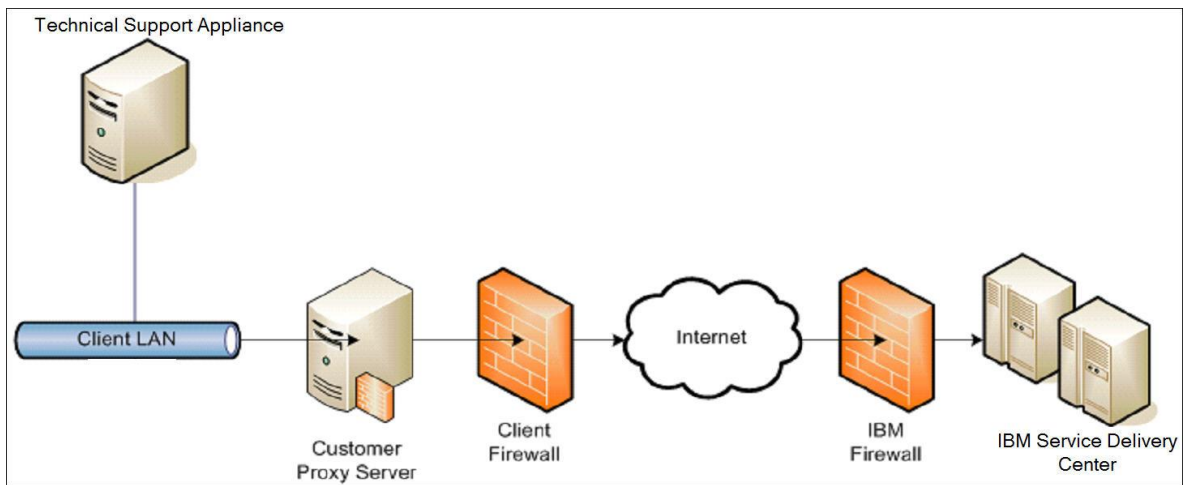 Technical Support Appliance
Client LAN
Customer
Proxy Server
Client
Firewall
Internet
IBM
Firewall
IBM Service Delivery
Center